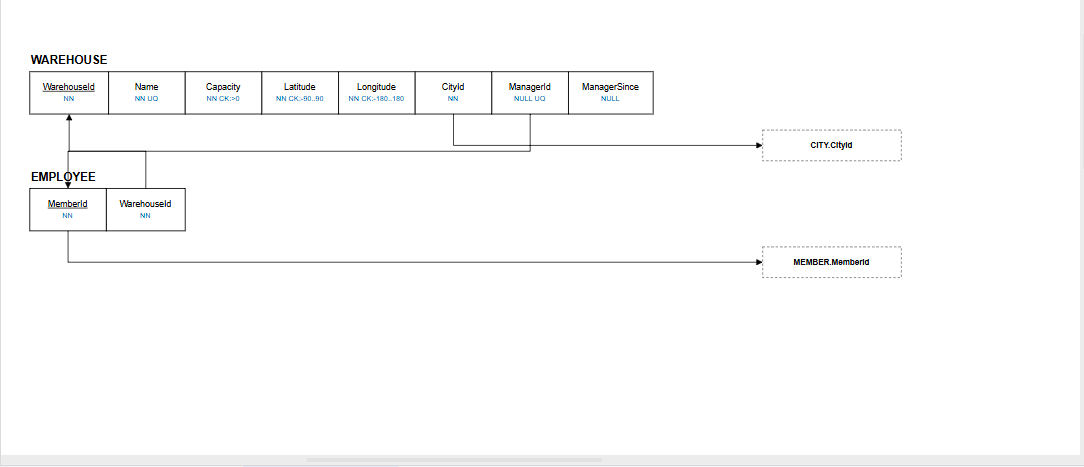 WAREHOUSE
WarehouseId Name Capacity Latitude Longitude CityId ManagerId ManagerSince
NN NN UQ NN CK:>0 NN CK:-90..90 NN CK:-180..180 NN NULL UQ NULL
CITY.CityId
EMPLOYEE
MemberId WarehouseId
NN NN
MEMBER.MemberId